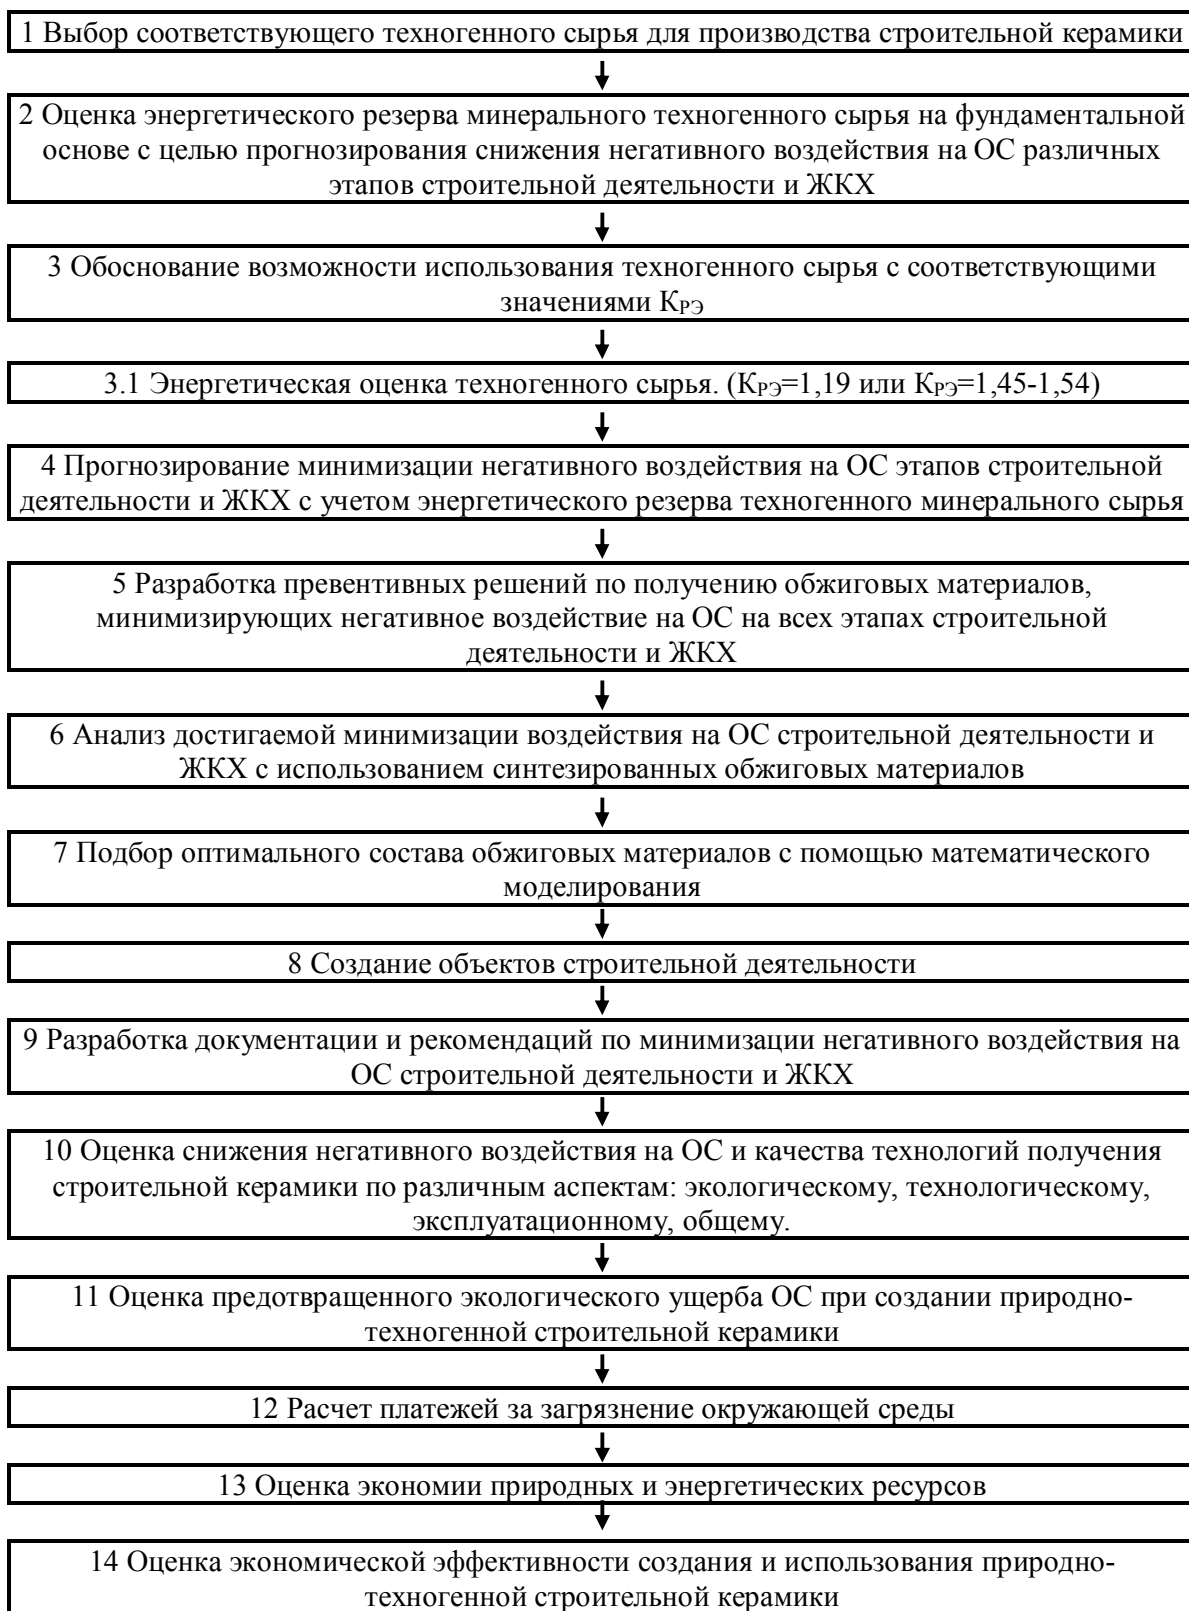 1 Выбор соответствующего техногенного сырья для производства строительной керамики
2 Оценка энергетического резерва минерального техногенного сырья на фундаментальной
основе с целью прогнозирования снижения негативного воздействия на ОС различных
этапов строительной деятельности и ЖКХ
3 Обоснование возможности использования техногенного сырья с соответствующими
значениями КРЭ
3.1 Энергетическая оценка техногенного сырья. (КРЭ=1,19 или КРЭ=1,45-1,54)
4 Прогнозирование минимизации негативного воздействия на ОС этапов строительной
деятельности и ЖКХ с учетом энергетического резерва техногенного минерального сырья
5 Разработка превентивных решений по получению обжиговых материалов,
минимизирующих негативное воздействие на ОС на всех этапах строительной
деятельности и ЖКХ
6 Анализ достигаемой минимизации воздействия на ОС строительной деятельности и
ЖКХ с использованием синтезированных обжиговых материалов
7 Подбор оптимального состава обжиговых материалов с помощью математического
моделирования
8 Создание объектов строительной деятельности
9 Разработка документации и рекомендаций по минимизации негативного воздействия на
ОС строительной деятельности и ЖКХ
10 Оценка снижения негативного воздействия на ОС и качества технологий получения
строительной керамики по различным аспектам: экологическому, технологическому,
эксплуатационному, общему.
11 Оценка предотвращенного экологического ущерба ОС при создании природно-
техногенной строительной керамики
12 Расчет платежей за загрязнение окружающей среды
13 Оценка экономии природных и энергетических ресурсов
14 Оценка экономической эффективности создания и использования природно-
техногенной строительной керамики